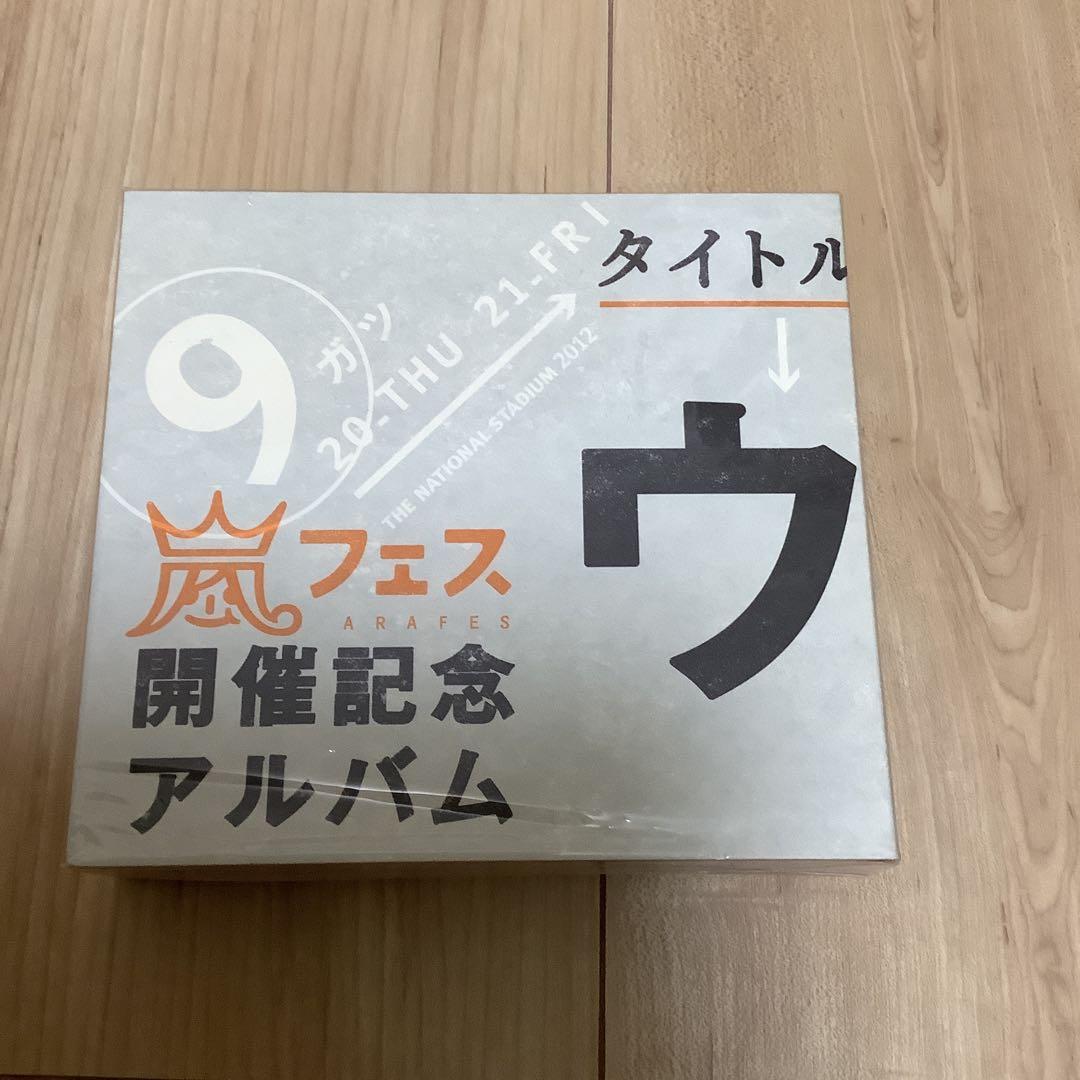 9ガツ
20-THU 21-FRI
THE NATIONAL STADIUM 2012
嵐フェス
ARAFES
開催記念
アルバム
タイトル
↓
ウ